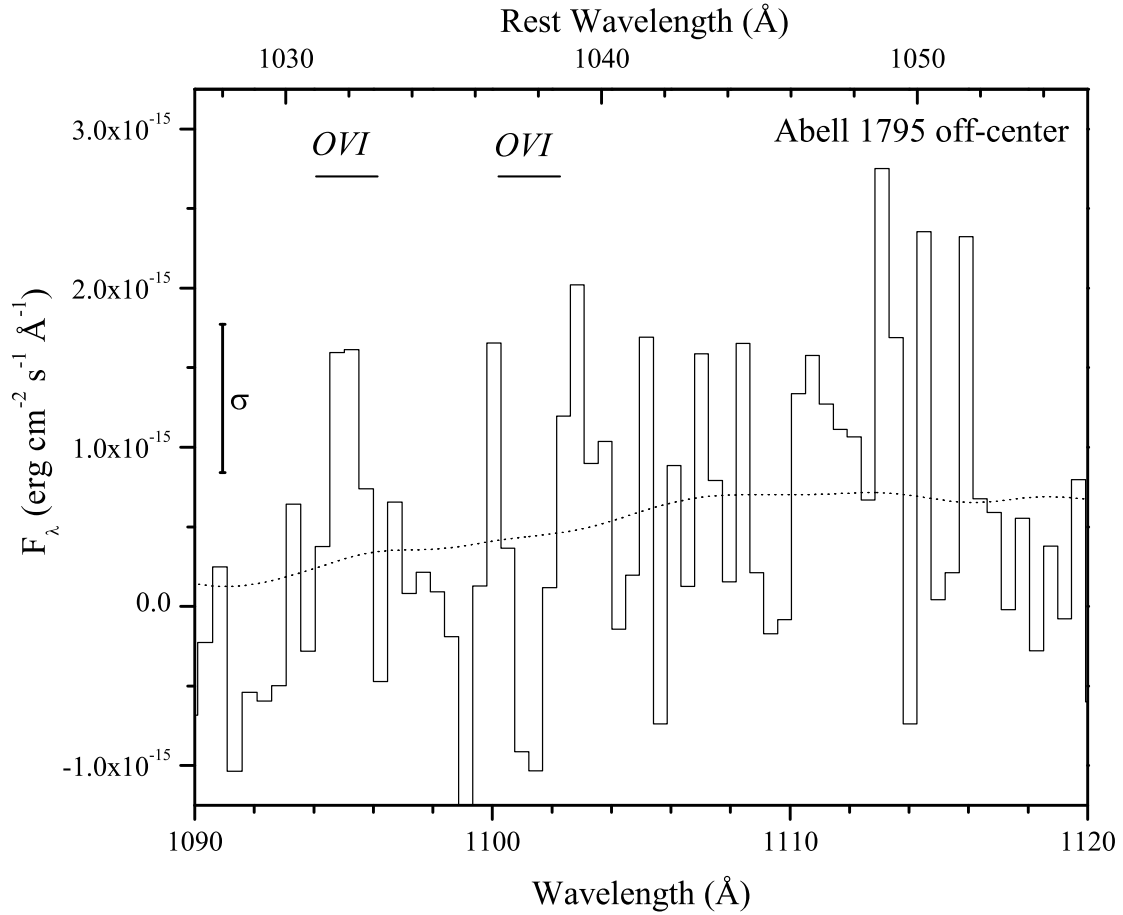 Rest Wavelength (Å)
1030 1040 1050
3.0x10⁻¹⁵
OVI OVI Abell 1795 off-center
2.0x10⁻¹⁵
σ
1.0x10⁻¹⁵
0.0
-1.0x10⁻¹⁵
F_λ (erg cm⁻² s⁻¹ Å⁻¹)
1090 1100 1110 1120
Wavelength (Å)